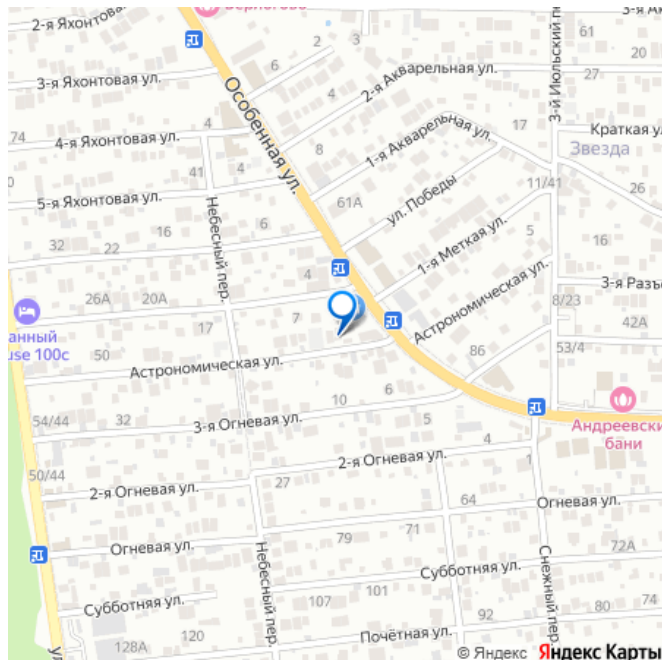 2-я Яхонтовая ул.
3-я
2
3
6
20
2-я Акварельная ул.
27
3-я Яхонтовая ул.
4
Особенная ул.
3-й Июльский
17
Краткая
74
4-я Яхонтовая ул.
4
8
1-я Акварельная ул.
Звезда
41
4
11/41
26
5-я Яхонтовая ул.
61А
ул. Победы
Небесный пер.
6
32
22
16
6
1-я Меткая ул.
5
16
4
3-я
26А
20А
8/23
17
7
Астрономическая ул.
42А
use 100с
50
Астрономическая ул.
86
53/4
54/44
32
10
6
3-я Огневая ул.
5
Андреевски
бани
4
50/44
2-я Огневая ул.
1
27
2-я Огневая ул.
64
Огневая ул.
79
71
Огневая ул.
Небесный пер.
Снежный пер.
72А
Субботняя ул.
101
Субботняя ул.
107
92
80
74
128А
120
Почётная ул.
© Яндекс Яндекс Карты